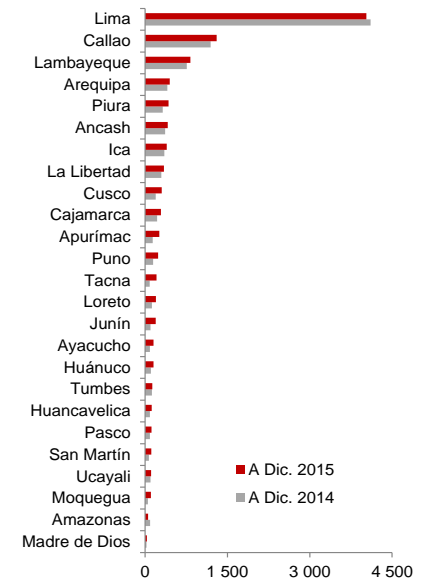 Lima
Callao
Lambayeque
Arequipa
Piura
Ancash
Ica
La Libertad
Cusco
Cajamarca
Apurímac
Puno
Tacna
Loreto
Junín
Ayacucho
Huánuco
Tumbes
Huancavelica
Pasco
San Martín
Ucayali
Moquegua
Amazonas
Madre de Dios
A Dic. 2015
A Dic. 2014
0 1 500 3 000 4 500